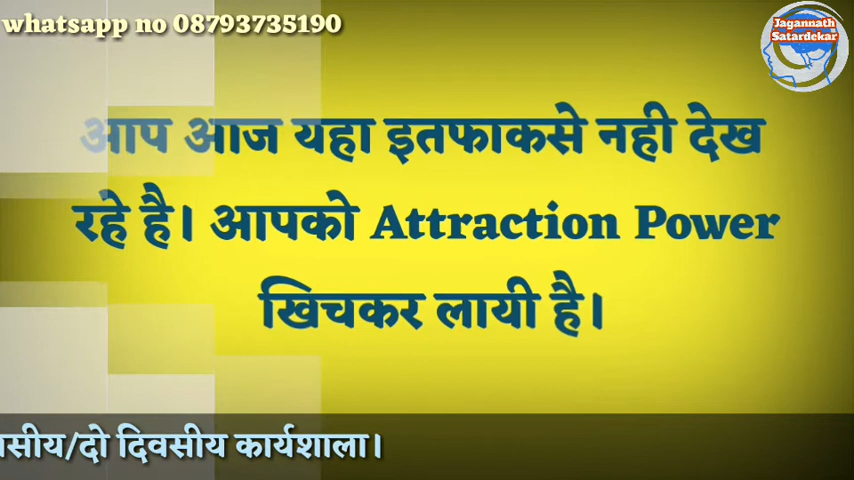 whatsapp no 08793735190
Jagannath
Satardekar
आप आज यहा इतफाकसे नही देख
रहे है। आपको Attraction Power
खिचकर लायी है।
दो दिवसीय कार्यशाला।